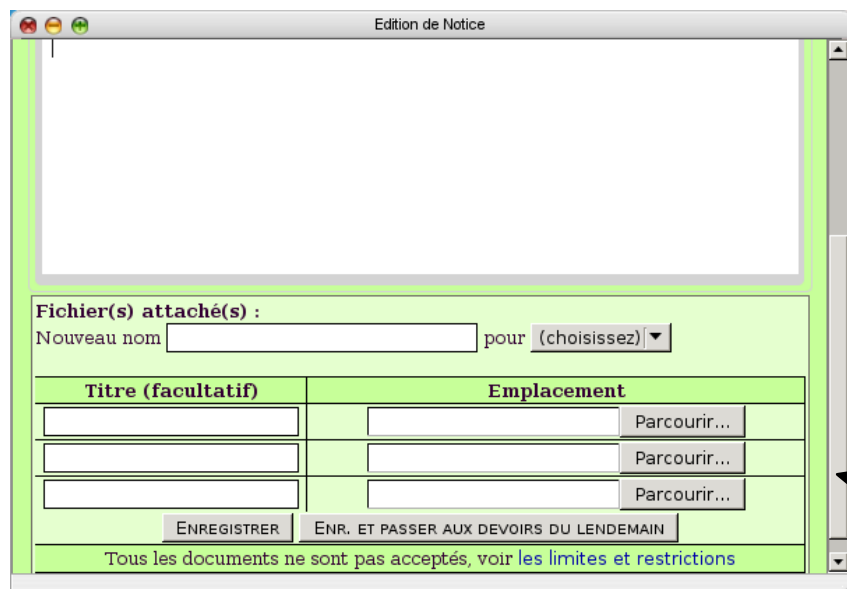 Edition de Notice
Fichier(s) attaché(s) :
Nouveau nom pour (choisissez)
Titre (facultatif) Emplacement
Parcourir...
Parcourir...
Parcourir...
ENREGISTRER ENR. ET PASSER AUX DEVOIRS DU LENDEMAIN
Tous les documents ne sont pas acceptés, voir les limites et restrictions